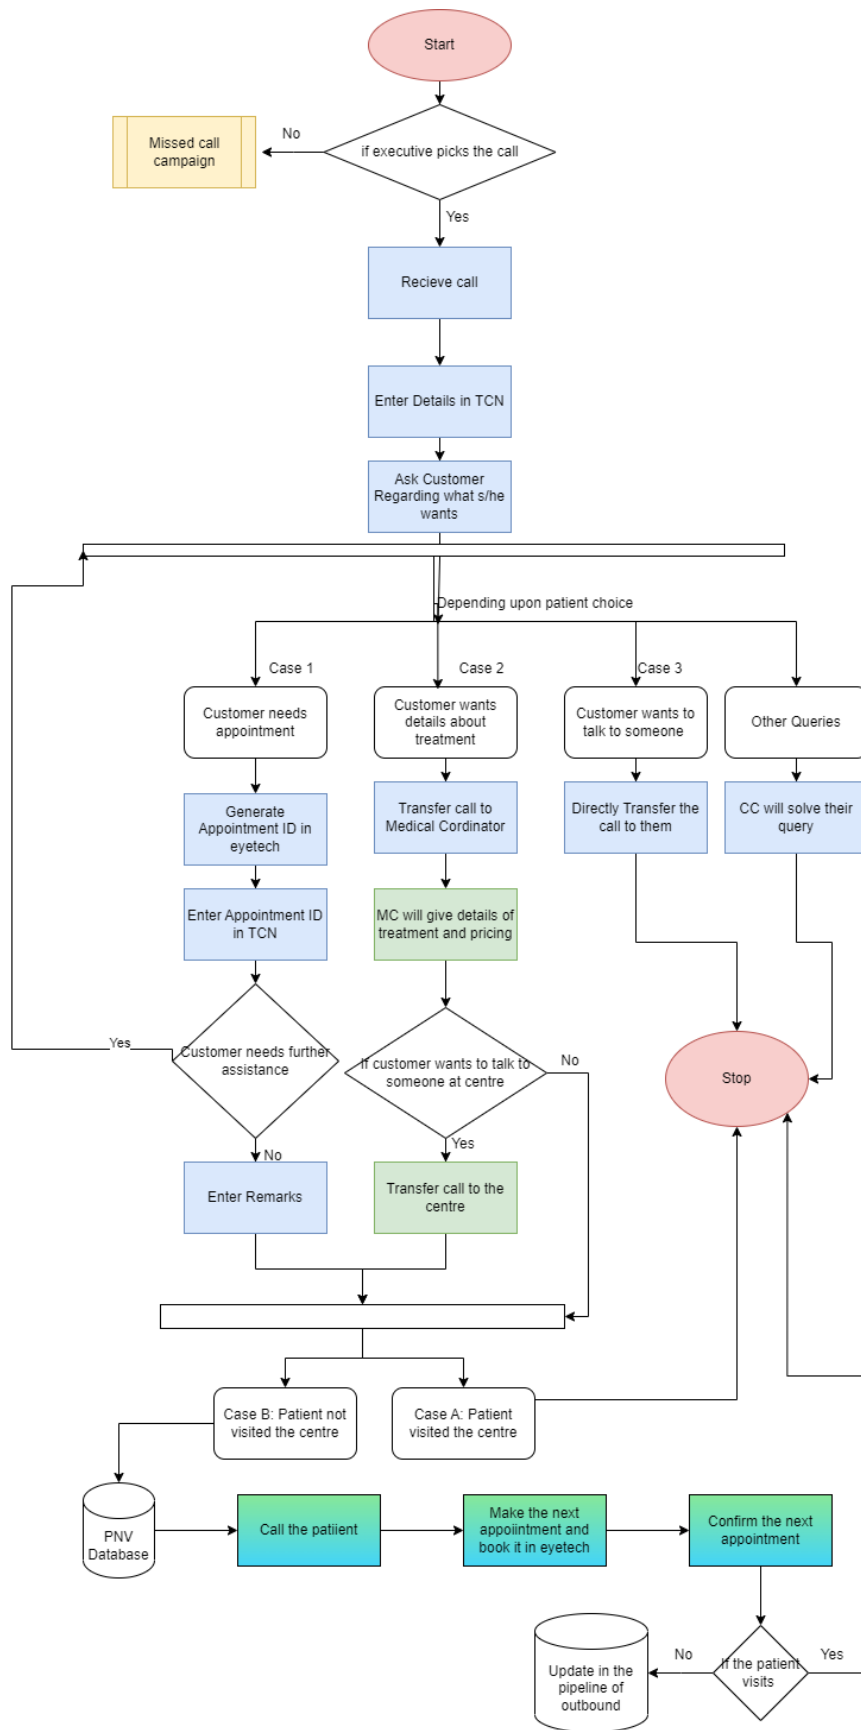 Start
if executive picks the call
No
Missed call
campaign
Yes
Recieve call
Enter Details in TCN
Ask Customer
Regarding what s/he
wants
Depending upon patient choice
Case 1
Case 2
Case 3
Customer needs
appointment
Customer wants
details about
treatment
Customer wants to
talk to someone
Other Queries
Generate
Appointment ID in
eyetech
Transfer call to
Medical Cordinator
Directly Transfer the
call to them
CC will solve their
query
Enter Appointment ID
in TCN
MC will give details of
treatment and pricing
Yes
Customer needs further
assistance
If customer wants to talk to
someone at centre
No
Stop
No
Yes
Enter Remarks
Transfer call to the
centre
Case B: Patient not
visited the centre
Case A: Patient
visited the centre
PNV
Database
Call the patiient
Make the next
appoiintment and
book it in eyetech
Confirm the next
appointment
If the patient
visits
No
Yes
Update in the
pipeline of
outbound